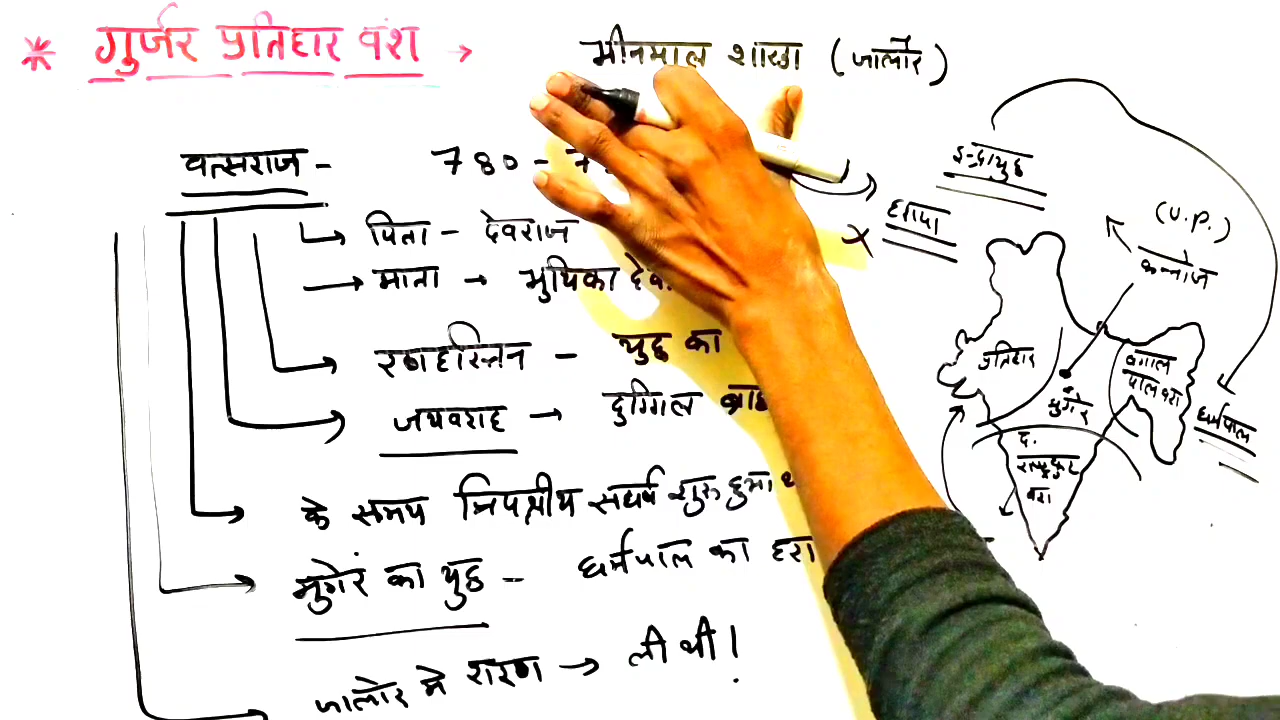 * गुर्जर प्रतिहार वंश →
भीनमाल शाखा (जालौर)
वत्सराज - 780 - 7
→ पिता - देवराज
→ माता → भुयिका
रणहस्तिन - युद्ध का
जयवराह → दुग्गिल
के समय त्रिपक्षीय संघर्ष शुरू हुआ
मुगेर का युद्ध - धर्मपाल का हरा
जालोर मे शरण → ली थी!
इन्द्रायुद्ध
हराया
x
(U.P.)
कन्नोज
प्रतिहार
बंगाल
पाल वंश
मुगेर
धर्मपाल
द.
राष्ट्रकुट
वंश